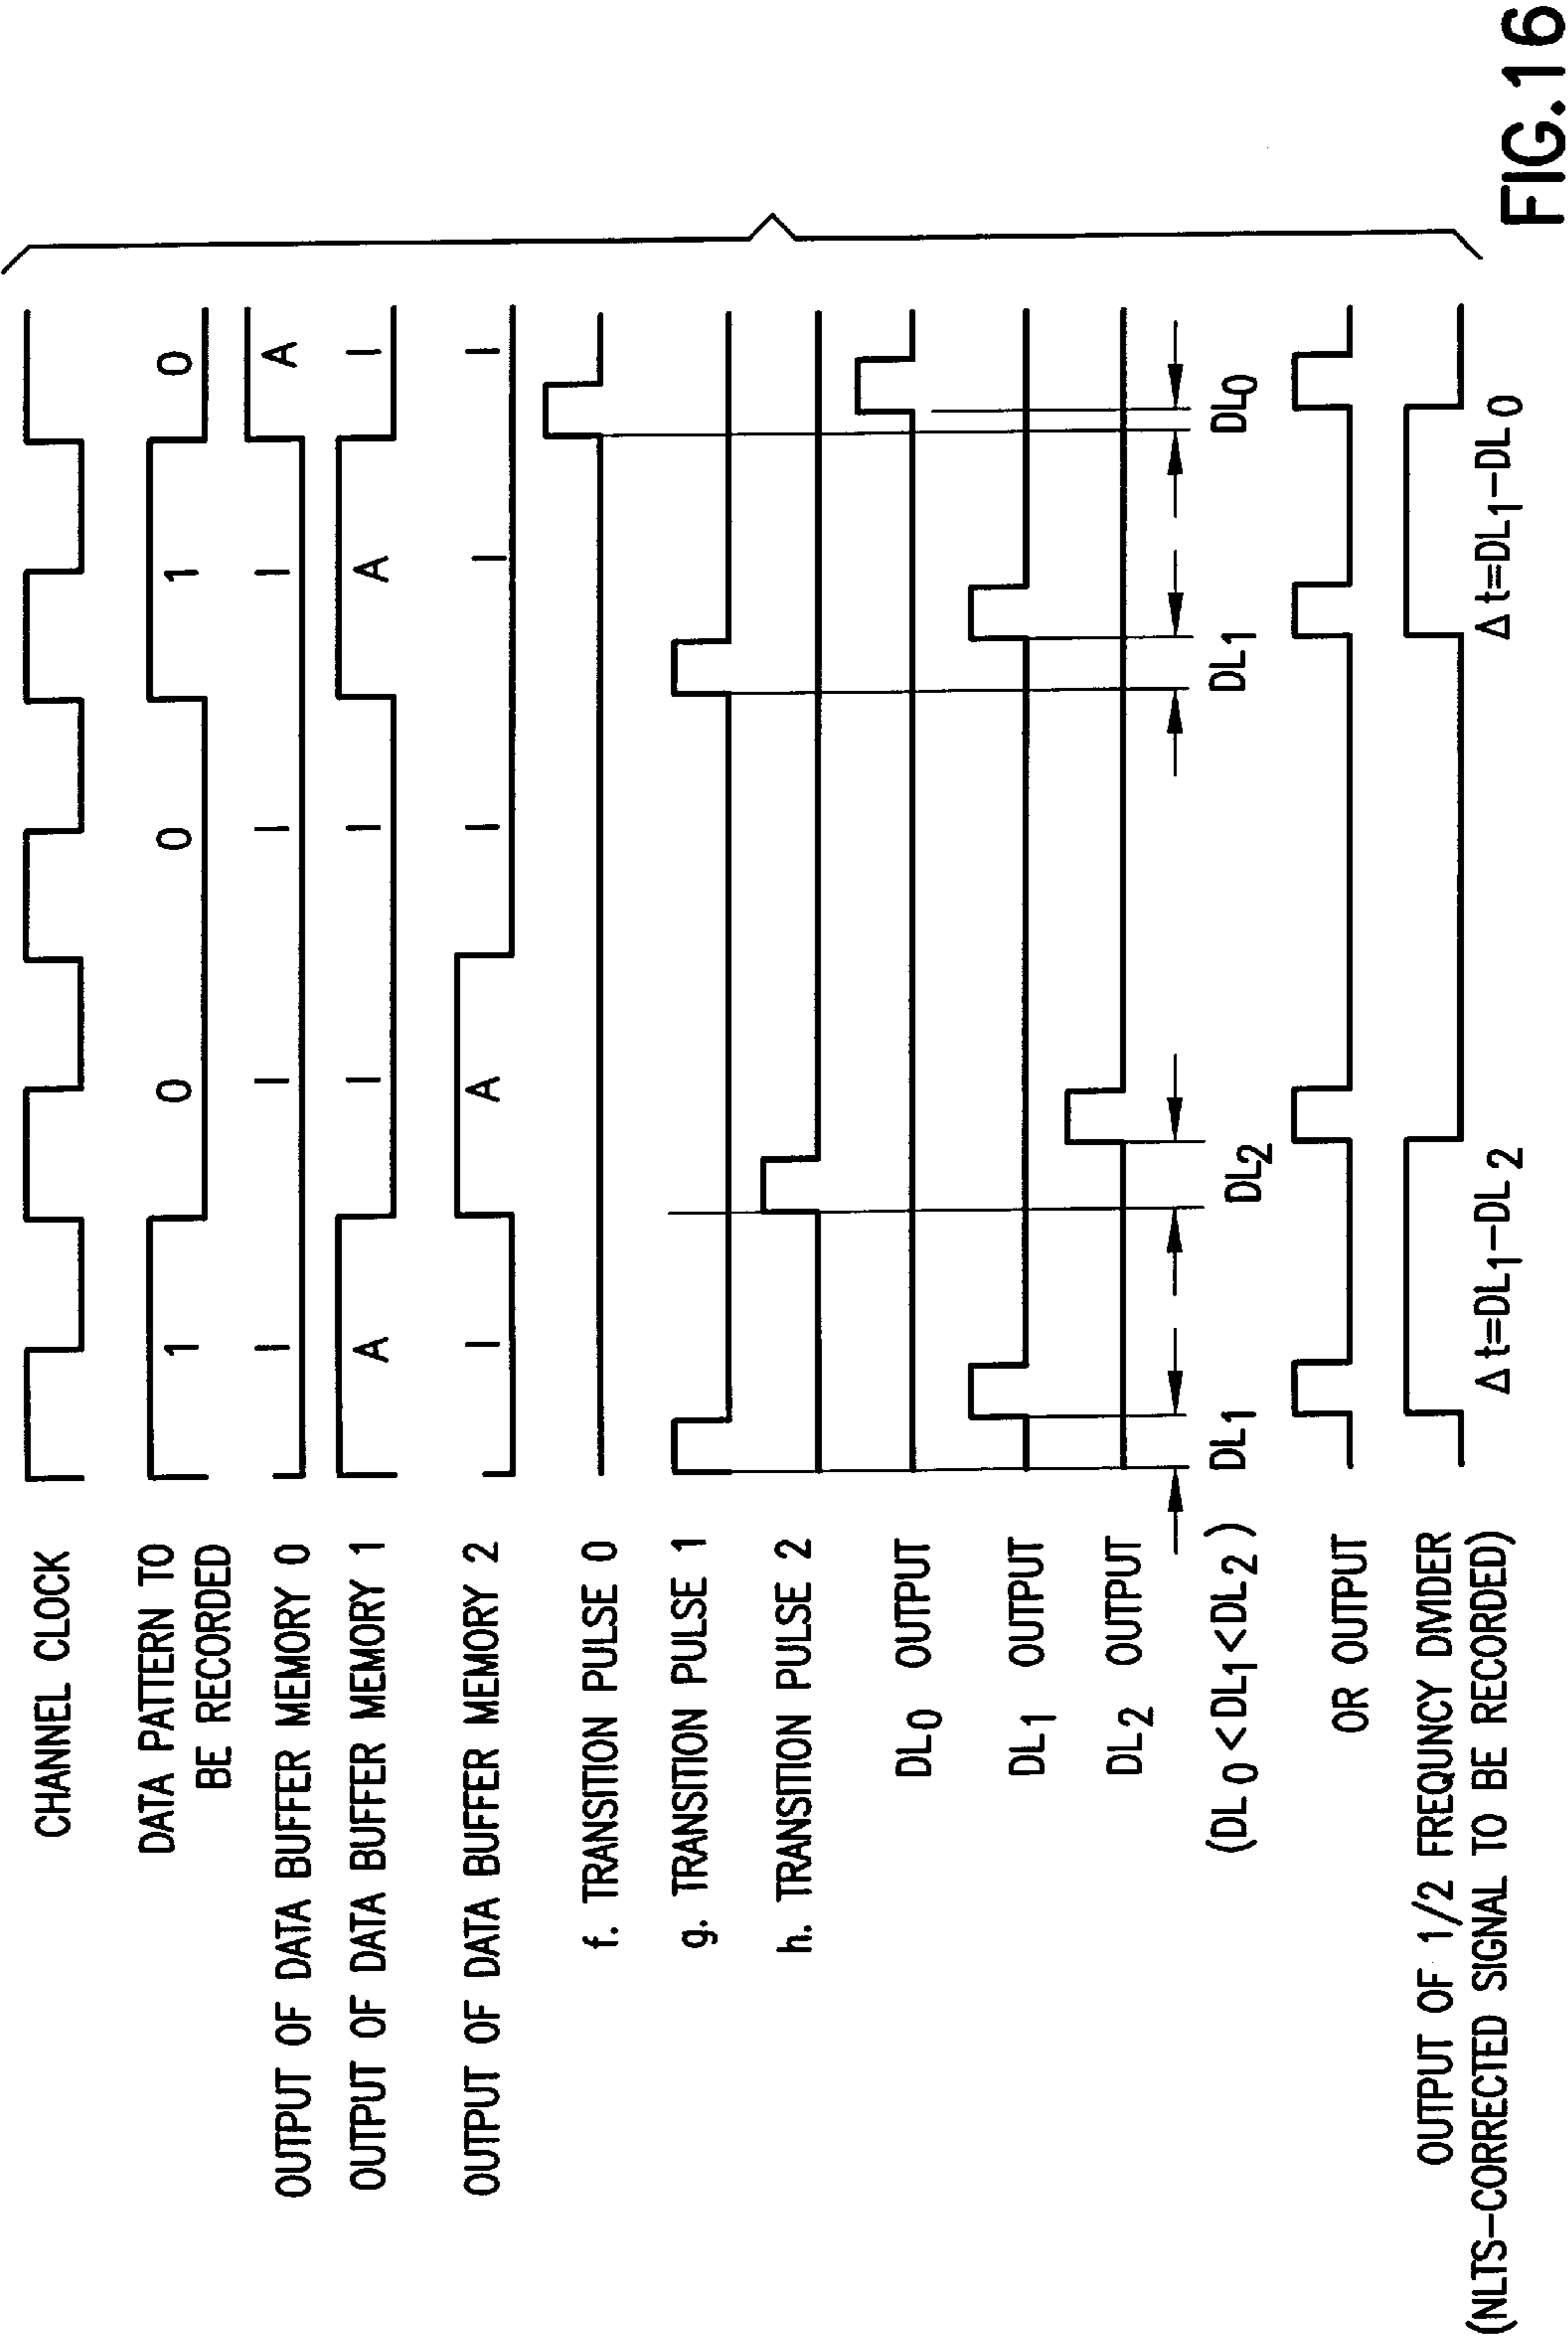 CHANNEL CLOCK
DATA PATTERN TO
BE RECORDED
1 0 0 1 0
OUTPUT OF DATA BUFFER MEMORY 0
I I I I A
OUTPUT OF DATA BUFFER MEMORY 1
A I I A I
OUTPUT OF DATA BUFFER MEMORY 2
I A I I I
f. TRANSITION PULSE 0
g. TRANSITION PULSE 1
h. TRANSITION PULSE 2
DL0 OUTPUT
DL1 OUTPUT
DL2 OUTPUT
(DL0<DL1<DL2) DL1 DL2 DL1 DL0
OR OUTPUT
OUTPUT OF 1/2 FREQUNCY DIVIDER
(NLTS-CORRECTED SIGNAL TO BE RECORDED)
Δt=DL1-DL2 Δt=DL1-DL0
FIG.16